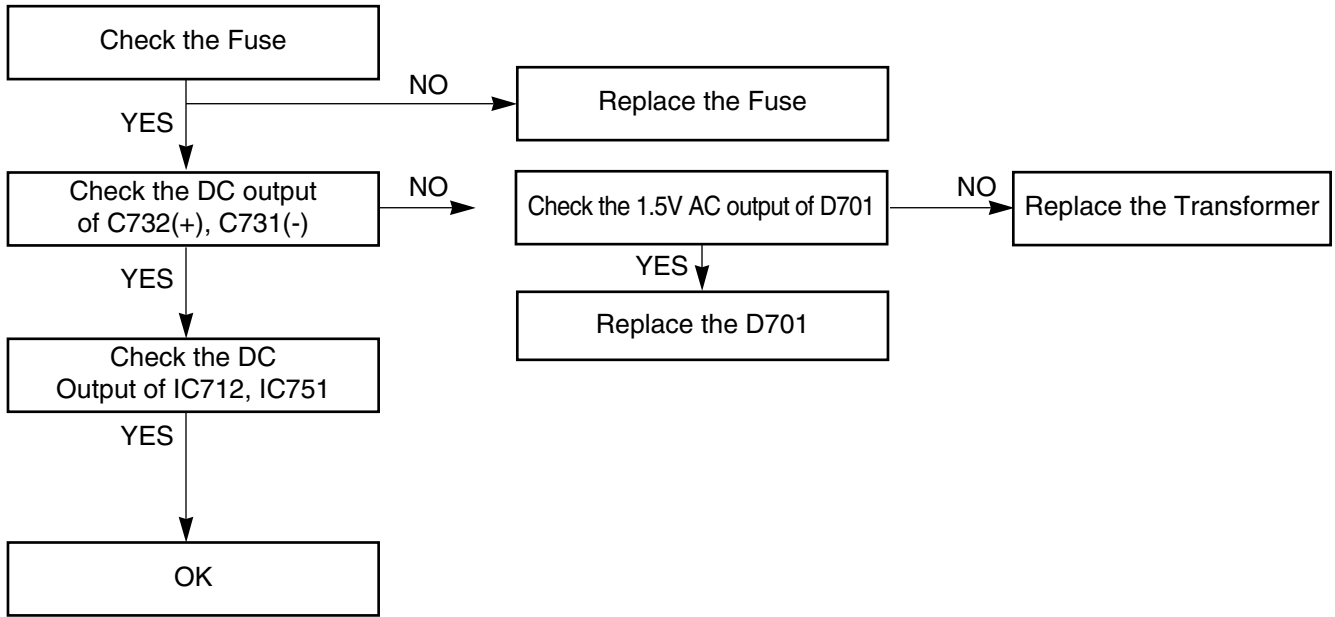 Check the Fuse
NO
Replace the Fuse
YES
Check the DC output
of C732(+), C731(-)
NO
Check the 1.5V AC output of D701
NO
Replace the Transformer
YES
YES
Replace the D701
Check the DC
Output of IC712, IC751
YES
OK